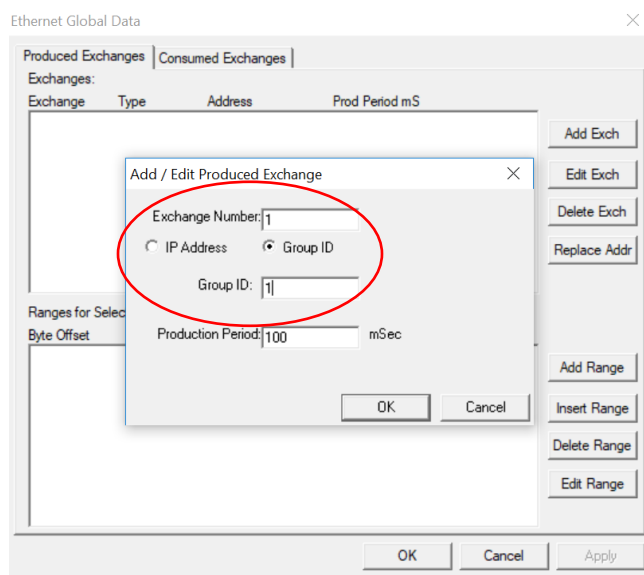 Ethernet Global Data
Produced Exchanges Consumed Exchanges
Exchanges:
Exchange Type Address Prod Period mS
Add Exch
Edit Exch
Delete Exch
Replace Addr
Add / Edit Produced Exchange
Exchange Number: 1
IP Address Group ID
Group ID: 1
Production Period: 100 mSec
OK Cancel
Ranges for Selec
Byte Offset
Add Range
Insert Range
Delete Range
Edit Range
OK Cancel Apply